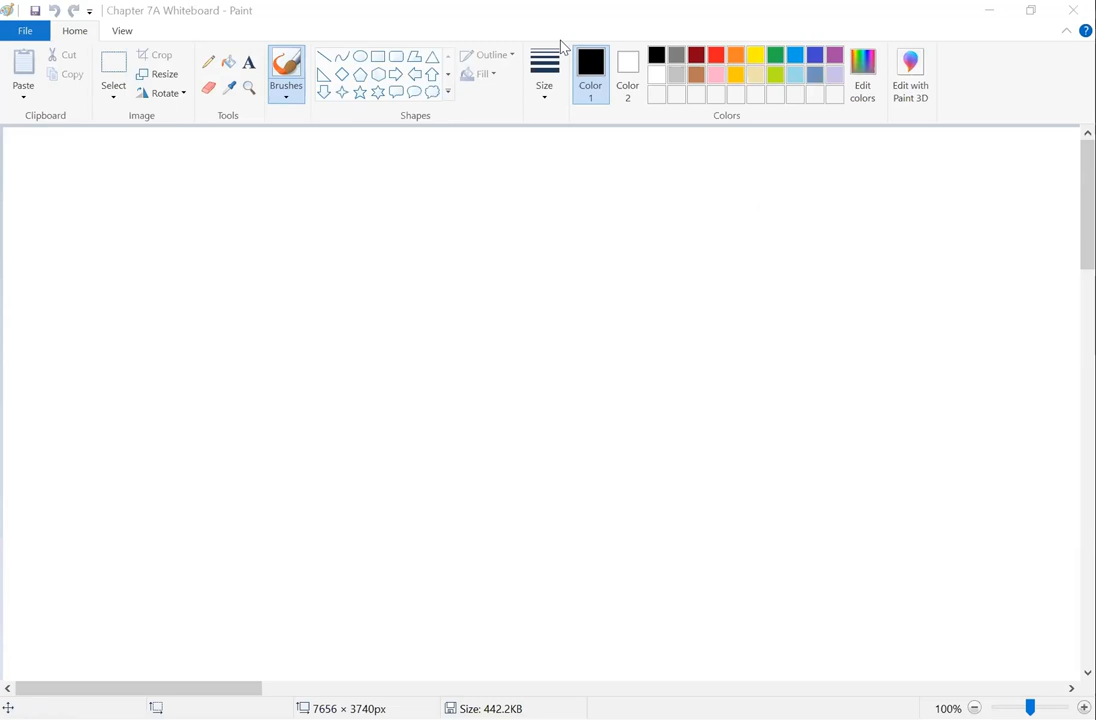 Chapter 7A Whiteboard - Paint
File Home View
Paste Cut Copy Select Crop Resize Rotate A Brushes Outline Fill Size Color 1 Color 2 Edit colors Edit with Paint 3D
Clipboard Image Tools Shapes Colors
7656 × 3740px Size: 442.2KB 100%